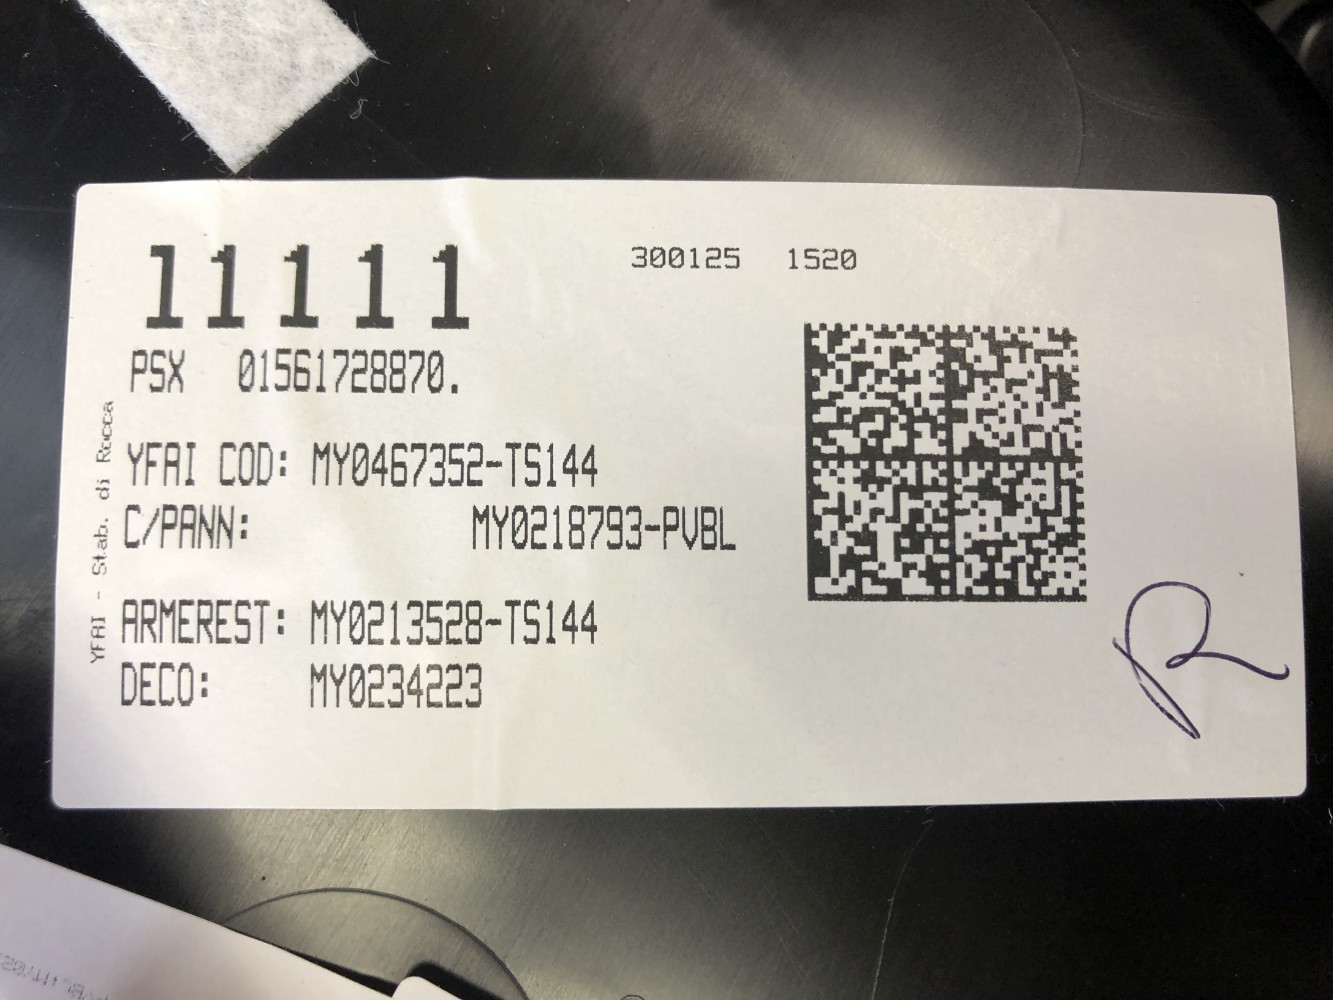 11111
300125 1520
PSX 01561728870.
YFAI COD: MY0467352-TS144
C/PANN: MY0218793-PVBL
ARMEREST: MY0213528-TS144
DECO: MY0234223
YFAI - Stab. di Rocca
R